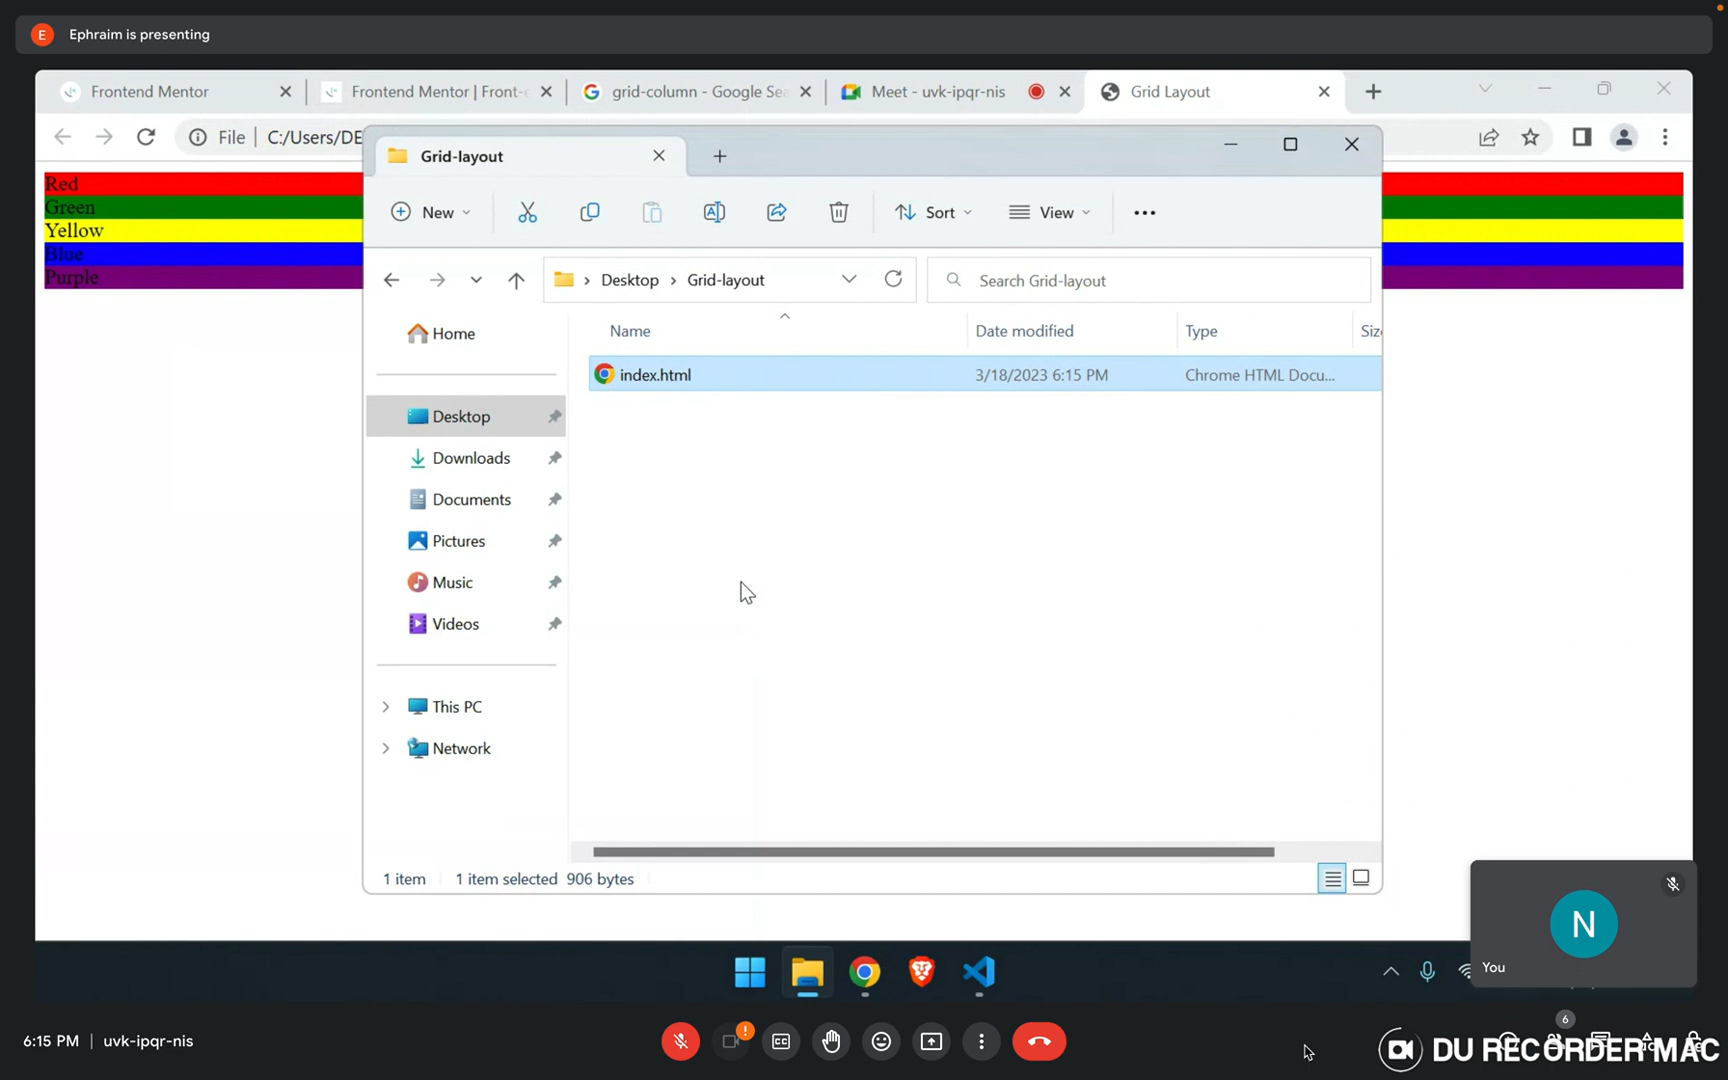 E Ephraim is presenting
Frontend Mentor
Frontend Mentor | Front-
grid-column - Google Sea
Meet - uvk-ipqr-nis
Grid Layout
File | C:/Users/DE
Red
Green
Yellow
Blue
Purple
Grid-layout
New
Sort
View
Desktop
Grid-layout
Search Grid-layout
Name
Date modified
Type
Siz
index.html
3/18/2023 6:15 PM
Chrome HTML Docu...
Home
Desktop
Downloads
Documents
Pictures
Music
Videos
This PC
Network
1 item
1 item selected 906 bytes
N
You
6:15 PM | uvk-ipqr-nis
6
DU RECORDER MAC